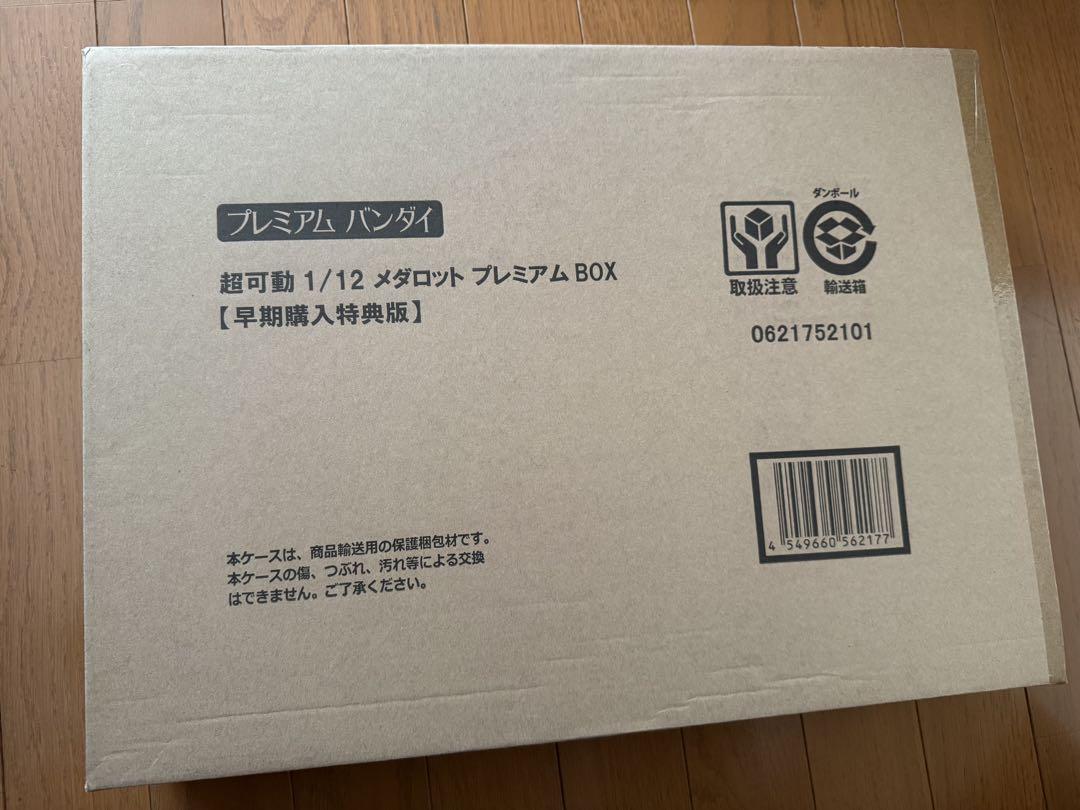 プレミアム バンダイ
超可動 1/12 メダロット プレミアム BOX
【早期購入特典版】
ダンボール
取扱注意
輸送箱
0621752101
4 549660 562177
本ケースは、商品輸送用の保護梱包材です。
本ケースの傷、つぶれ、汚れ等による交換
はできません。ご了承ください。